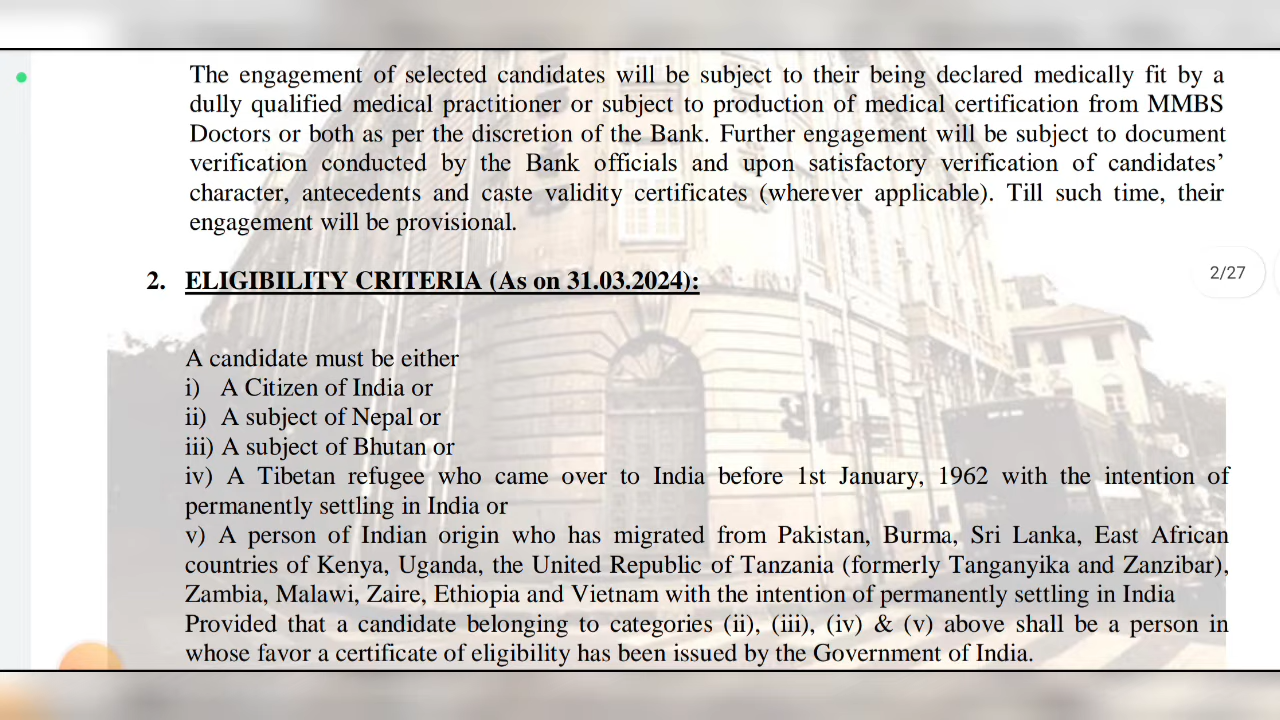 The engagement of selected candidates will be subject to their being declared medically fit by a
dully qualified medical practitioner or subject to production of medical certification from MMBS
Doctors or both as per the discretion of the Bank. Further engagement will be subject to document
verification conducted by the Bank officials and upon satisfactory verification of candidates’
character, antecedents and caste validity certificates (wherever applicable). Till such time, their
engagement will be provisional.
2. ELIGIBILITY CRITERIA (As on 31.03.2024):
2/27
A candidate must be either
i) A Citizen of India or
ii) A subject of Nepal or
iii) A subject of Bhutan or
iv) A Tibetan refugee who came over to India before 1st January, 1962 with the intention of
permanently settling in India or
v) A person of Indian origin who has migrated from Pakistan, Burma, Sri Lanka, East African
countries of Kenya, Uganda, the United Republic of Tanzania (formerly Tanganyika and Zanzibar),
Zambia, Malawi, Zaire, Ethiopia and Vietnam with the intention of permanently settling in India
Provided that a candidate belonging to categories (ii), (iii), (iv) & (v) above shall be a person in
whose favor a certificate of eligibility has been issued by the Government of India.